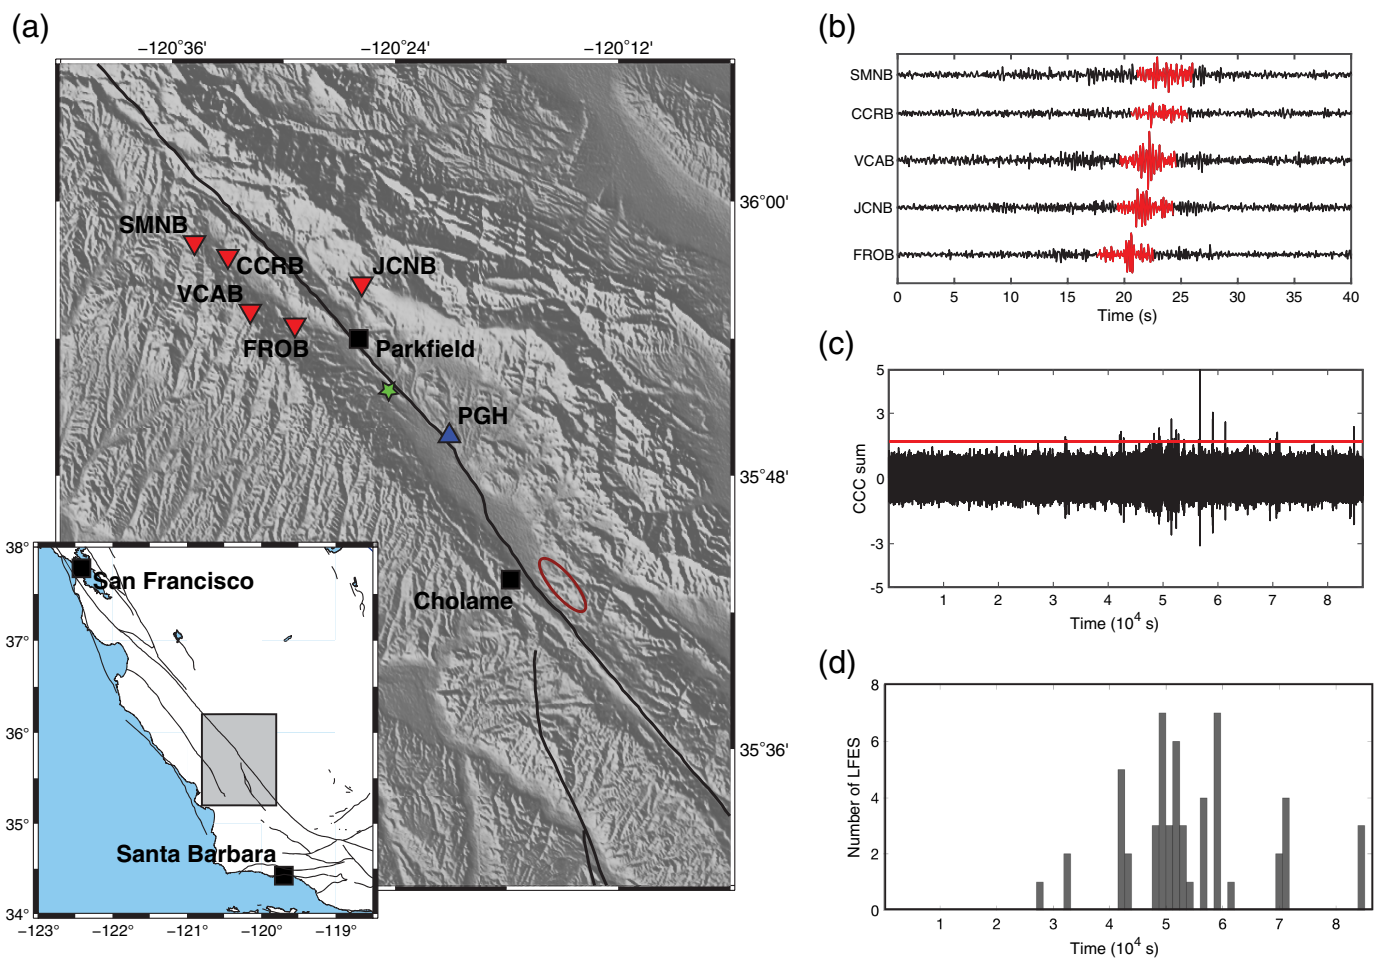 (a)
−120°36'
−120°24'
−120°12'
36°00'
35°48'
35°36'
SMNB
CCRB
JCNB
VCAB
FROB
Parkfield
PGH
Cholame
38°
37°
36°
35°
34°
San Francisco
Santa Barbara
−123°
−122°
−121°
−120°
−119°
(b)
SMNB
CCRB
VCAB
JCNB
FROB
0
5
10
15
20
25
30
35
40
Time (s)
(c)
5
3
0
-3
-5
CCC sum
1
2
3
4
5
6
7
8
Time (10⁴ s)
(d)
8
6
4
2
0
Number of LFES
1
2
3
4
5
6
7
8
Time (10⁴ s)